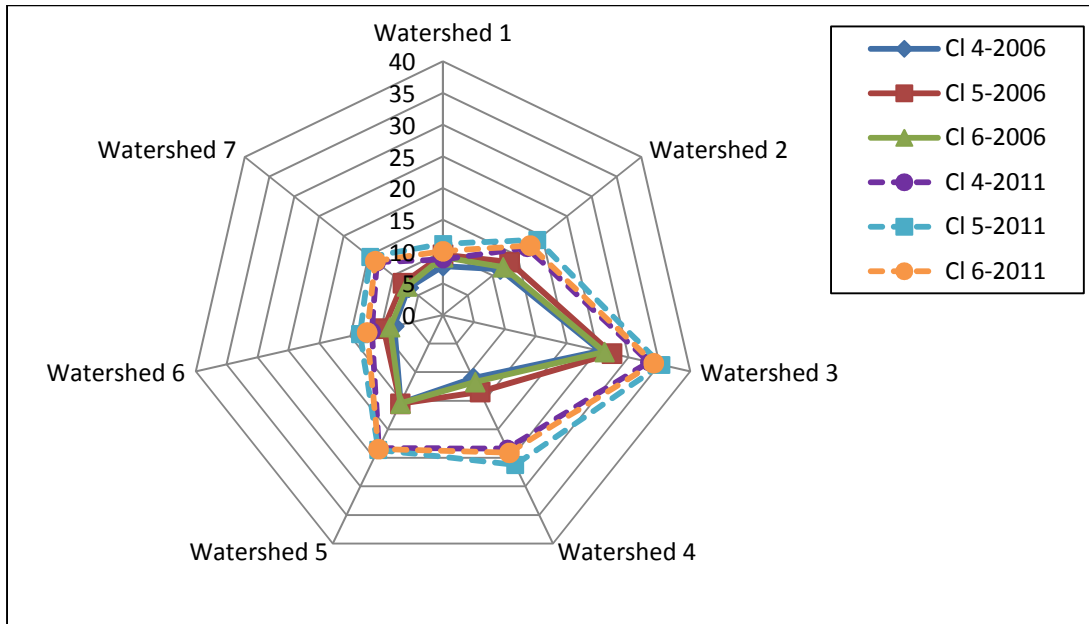 Watershed 1
Watershed 2
Watershed 3
Watershed 4
Watershed 5
Watershed 6
Watershed 7
40
35
30
25
20
15
10
5
0
Cl 4-2006
Cl 5-2006
Cl 6-2006
Cl 4-2011
Cl 5-2011
Cl 6-2011